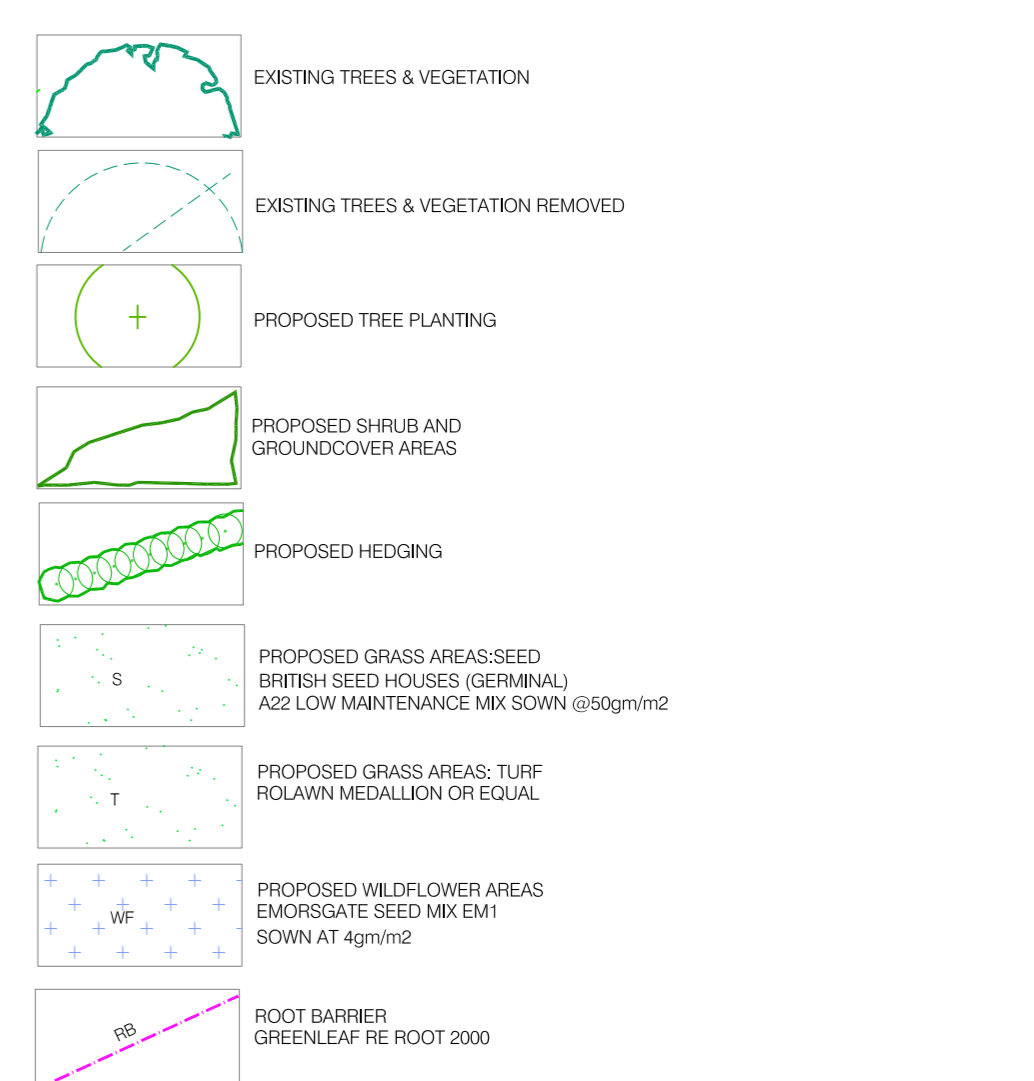 EXISTING TREES & VEGETATION
EXISTING TREES & VEGETATION REMOVED
PROPOSED TREE PLANTING
PROPOSED SHRUB AND
GROUNDCOVER AREAS
PROPOSED HEDGING
S
PROPOSED GRASS AREAS:SEED
BRITISH SEED HOUSES (GERMINAL)
A22 LOW MAINTENANCE MIX SOWN @50gm/m2
T
PROPOSED GRASS AREAS: TURF
ROLAWN MEDALLION OR EQUAL
WF
PROPOSED WILDFLOWER AREAS
EMORSGATE SEED MIX EM1
SOWN AT 4gm/m2
RB
ROOT BARRIER
GREENLEAF RE ROOT 2000